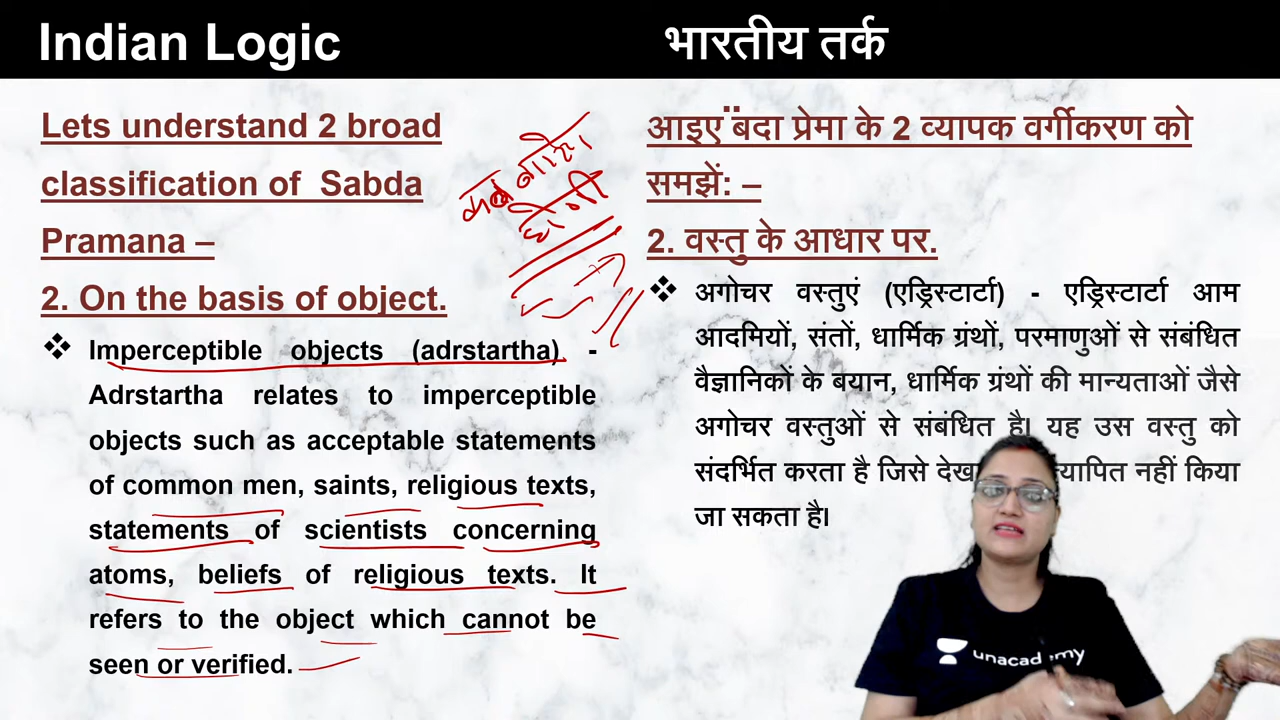 Indian Logic
भारतीय तर्क
Lets understand 2 broad
classification of Sabda
Pramana –
2. On the basis of object.
❖ Imperceptible objects (adrstartha) -
Adrstartha relates to imperceptible
objects such as acceptable statements
of common men, saints, religious texts,
statements of scientists concerning
atoms, beliefs of religious texts. It
refers to the object which cannot be
seen or verified.
आइए ̈बदा प्रेमा के 2 व्यापक वर्गीकरण को
समझें: –
2. वस्तु के आधार पर.
❖ अगोचर वस्तुएं (एड्रिस्टार्टा) - एड्रिस्टार्टा आम
आदमियों, संतों, धार्मिक ग्रंथों, परमाणुओं से संबंधित
वैज्ञानिकों के बयान, धार्मिक ग्रंथों की मान्यताओं जैसे
अगोचर वस्तुओं से संबंधित है। यह उस वस्तु को
संदर्भित करता है जिसे नहीं किया
जा सकता है।
unacademy